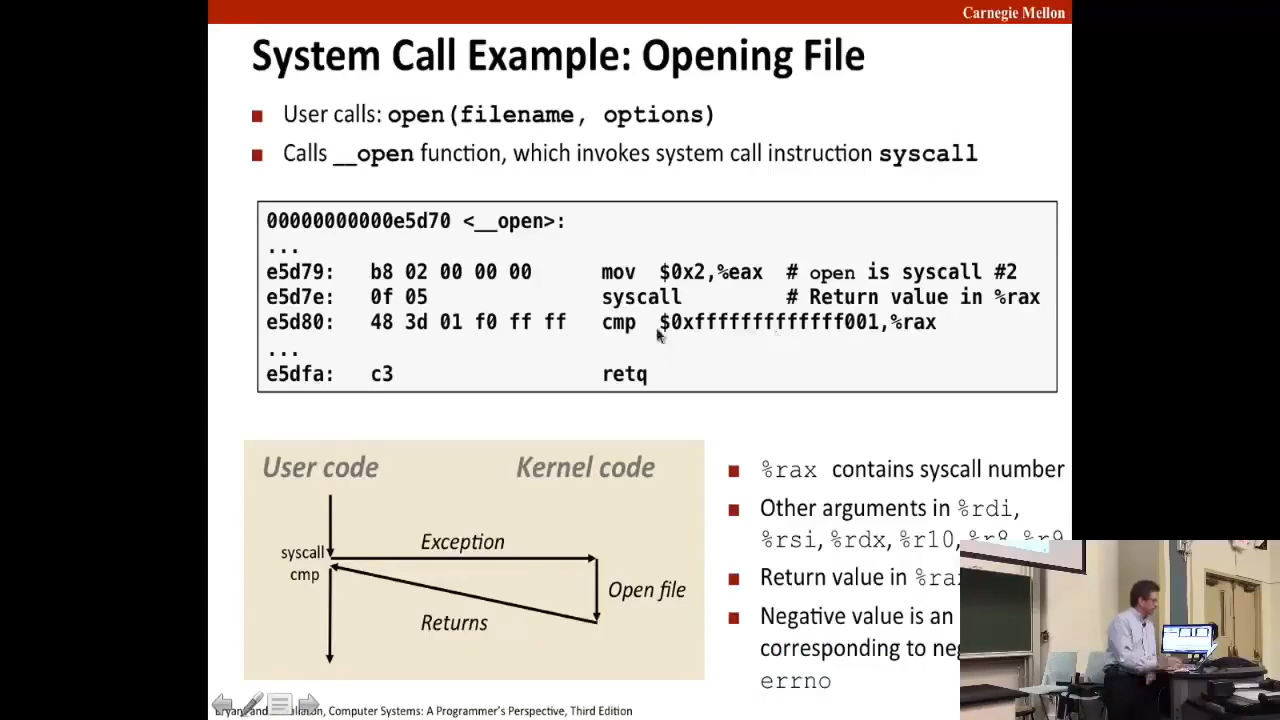 Carnegie Mellon
System Call Example: Opening File
User calls: open(filename, options)
Calls __open function, which invokes system call instruction syscall
00000000000e5d70 <__open>:
...
e5d79: b8 02 00 00 00 mov $0x2,%eax # open is syscall #2
e5d7e: 0f 05 syscall # Return value in %rax
e5d80: 48 3d 01 f0 ff ff cmp $0xfffffffffffff001,%rax
...
e5dfa: c3 retq
User code Kernel code
Exception
syscall
cmp
Open file
Returns
%rax contains syscall number
Other arguments in %rdi,
%rsi, %rdx, %r10, %r8, %r9
Return value in
Negative value is an
corresponding to
errno
and Computer Systems: A Programmer's Perspective, Third Edition